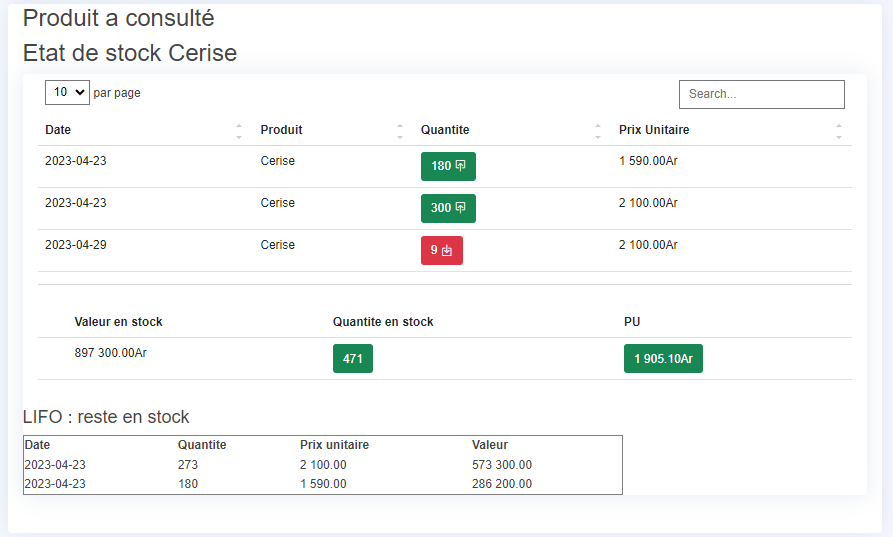 Produit a consulté
Etat de stock Cerise
10 par page
Search...
Date Produit Quantite Prix Unitaire
2023-04-23 Cerise 180 1 590.00Ar
2023-04-23 Cerise 300 2 100.00Ar
2023-04-29 Cerise 9 2 100.00Ar
Valeur en stock Quantite en stock PU
897 300.00Ar 471 1 905.10Ar
LIFO : reste en stock
Date Quantite Prix unitaire Valeur
2023-04-23 273 2 100.00 573 300.00
2023-04-23 180 1 590.00 286 200.00